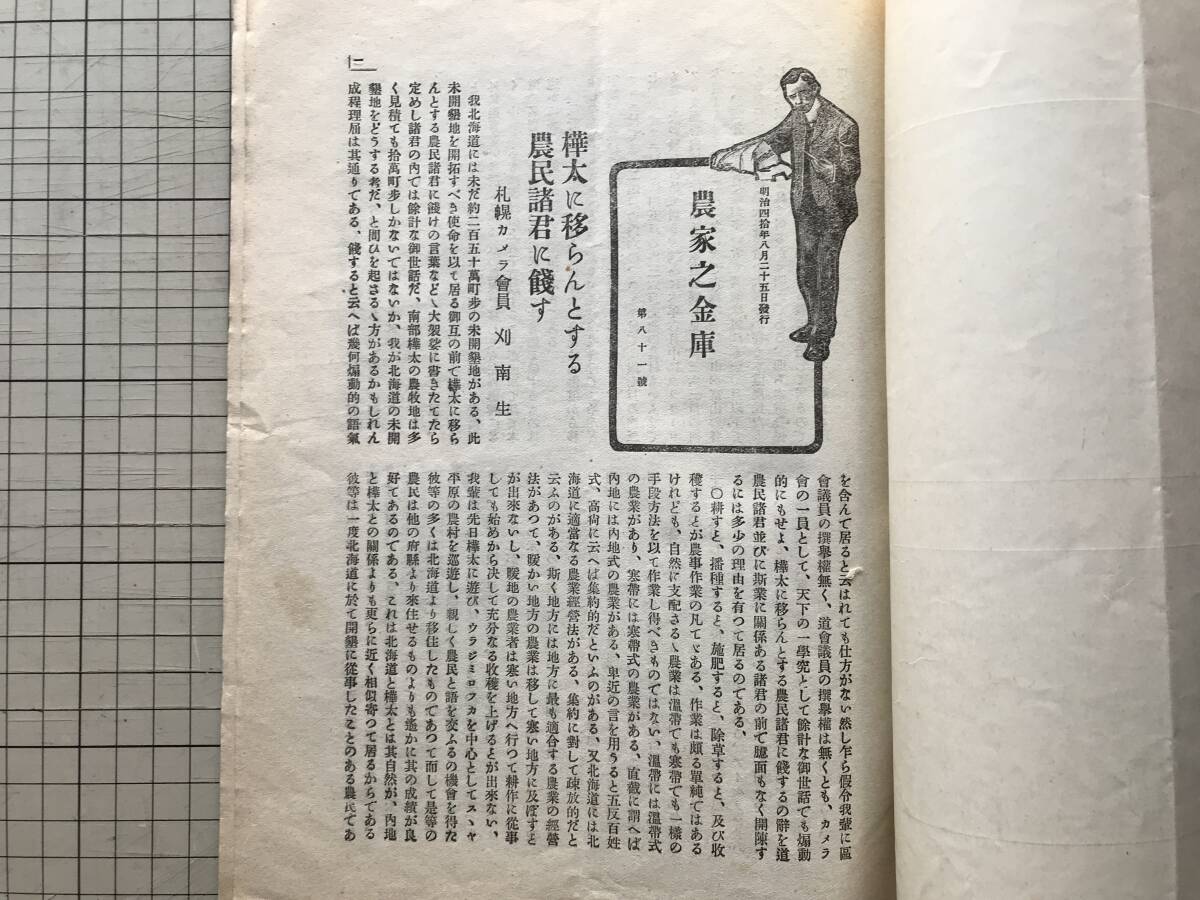 明治四拾年八月二十五日發行
農家之金庫
第八十一號
樺太に移らんとする
農民諸君に餞す
札幌カメラ會員 刈南生
我北海道には未だ約二百五十萬町歩の未開墾地がある、此
未開墾地を開拓すべき使命を以て居る御互の前で樺太に移ら
んとする農民諸君に餞けの言葉などゝ大袈裟に書きたてたら
定めし諸君の内では餘計な御世話だ、南部樺太の農牧地は多
く見積ても拾萬町歩しかないではないか、我が北海道の未開
墾地をどうする考だ、と問ひを起さるゝ方があるかもしれん
成程理屈は其通りである、餞すると云へば幾何煽動的の語氣
を含んで居ると云はれても仕方がない然し乍ら假令我輩に區
會議員の撰擧權無く、道會議員の撰擧權は無くとも、カメラ
會の一員として、天下の一學究として餘計な御世話でも煽動
的にもせよ、樺太に移らんとする農民諸君に餞するの辭を道
農民諸君並びに斯業に關係ある諸君の前で臆面もなく開陳す
るには多少の理由を有つて居るのである、
〇耕すと、播種すると、施肥すると、除草すると、及び收
穫するとが農事作業の凡てゞある、作業は頗る單純ではある
けれども、自然に支配さるゝ農業は溫帶でも寒帶でも一樣の
手段方法を以て作業し得べきものではない、溫帶には溫帶式
の農業があり、寒帶には寒帶式の農業がある、直截に謂へば
内地には内地式の農業がある、卑近の言を用うると五反百姓
式、高尚に云へば集約的だといふのがある、又北海道には北
海道に適當なる農業經營法がある、集約に對して疎放的だと
云ふのがある、斯く地方には地方に最も適合する農業の經營
法があつて、暖かい地方の農業は移して寒い地方に及ぼすと
が出來ないし、暖地の農業者は寒い地方へ行つて耕作に從事
しても始めから決して充分なる收穫を上げるとが出來ない、
我輩は先日樺太に遊び、ウラジミロフカを中心としてスヽヤ
平原の農村を巡遊し、親しく農民と語を交ふるの機會を得た
彼等の多くは北海道より移住したものであつて而して是等の
農民は他の府縣より來住せるものよりも遙かに其の成績が良
好であるのである、これは北海道と樺太とは其自然が、内地
と樺太との關係よりも更らに近く相似寄つて居るからである
彼等は一度北海道に於て開墾に從事したことのある農民であ